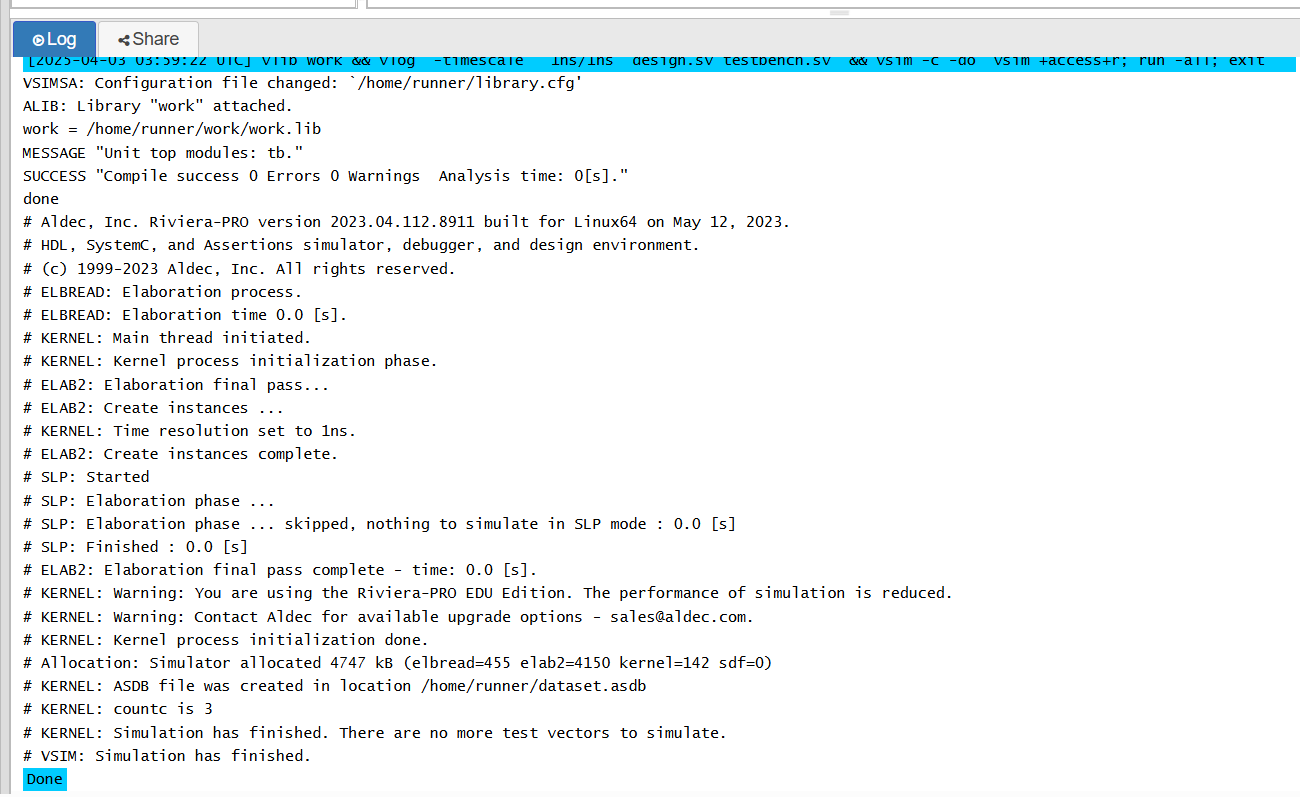 Log
Share
[2025-04-03 03:59:22 UTC] vlib work && vlog -timescale 1ns/1ns design.sv testbench.sv && vsim -c -do vsim +access+r; run -all; exit
VSIMSA: Configuration file changed: `/home/runner/library.cfg'
ALIB: Library "work" attached.
work = /home/runner/work/work.lib
MESSAGE "Unit top modules: tb."
SUCCESS "Compile success 0 Errors 0 Warnings  Analysis time: 0[s]."
done
# Aldec, Inc. Riviera-PRO version 2023.04.112.8911 built for Linux64 on May 12, 2023.
# HDL, SystemC, and Assertions simulator, debugger, and design environment.
# (c) 1999-2023 Aldec, Inc. All rights reserved.
# ELBREAD: Elaboration process.
# ELBREAD: Elaboration time 0.0 [s].
# KERNEL: Main thread initiated.
# KERNEL: Kernel process initialization phase.
# ELAB2: Elaboration final pass...
# ELAB2: Create instances ...
# KERNEL: Time resolution set to 1ns.
# ELAB2: Create instances complete.
# SLP: Started
# SLP: Elaboration phase ...
# SLP: Elaboration phase ... skipped, nothing to simulate in SLP mode : 0.0 [s]
# SLP: Finished : 0.0 [s]
# ELAB2: Elaboration final pass complete - time: 0.0 [s].
# KERNEL: Warning: You are using the Riviera-PRO EDU Edition. The performance of simulation is reduced.
# KERNEL: Warning: Contact Aldec for available upgrade options - sales@aldec.com.
# KERNEL: Kernel process initialization done.
# Allocation: Simulator allocated 4747 kB (elbread=455 elab2=4150 kernel=142 sdf=0)
# KERNEL: ASDB file was created in location /home/runner/dataset.asdb
# KERNEL: countc is 3
# KERNEL: Simulation has finished. There are no more test vectors to simulate.
# VSIM: Simulation has finished.
Done